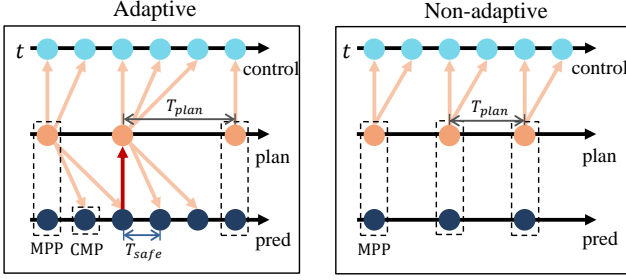 Adaptive
t
control
T_plan
plan
MPP
CMP
T_safe
pred
Non-adaptive
t
control
T_plan
plan
MPP
pred